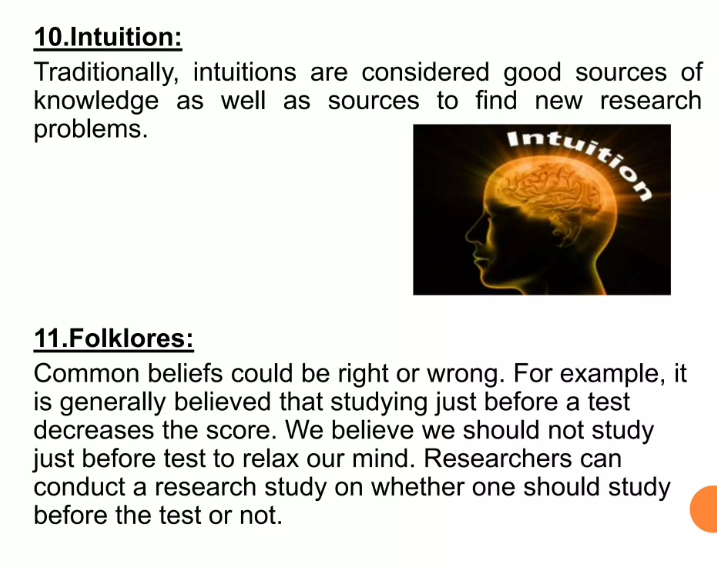 10.Intuition:
Traditionally, intuitions are considered good sources of
knowledge as well as sources to find new research
problems.
Intuition
11.Folklores:
Common beliefs could be right or wrong. For example, it
is generally believed that studying just before a test
decreases the score. We believe we should not study
just before test to relax our mind. Researchers can
conduct a research study on whether one should study
before the test or not.